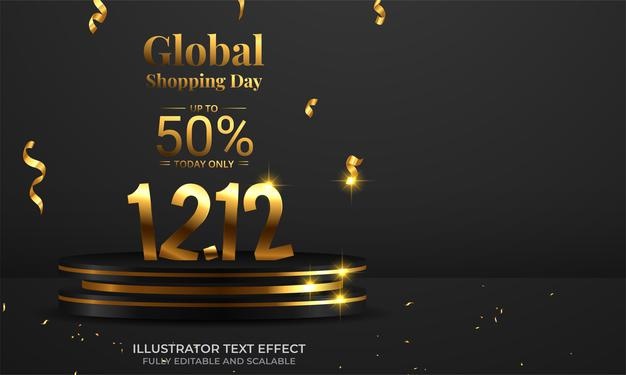 Global
Shopping Day
UP TO
50%
TODAY ONLY
12.12
ILLUSTRATOR TEXT EFFECT
FULLY EDITABLE AND SCALABLE